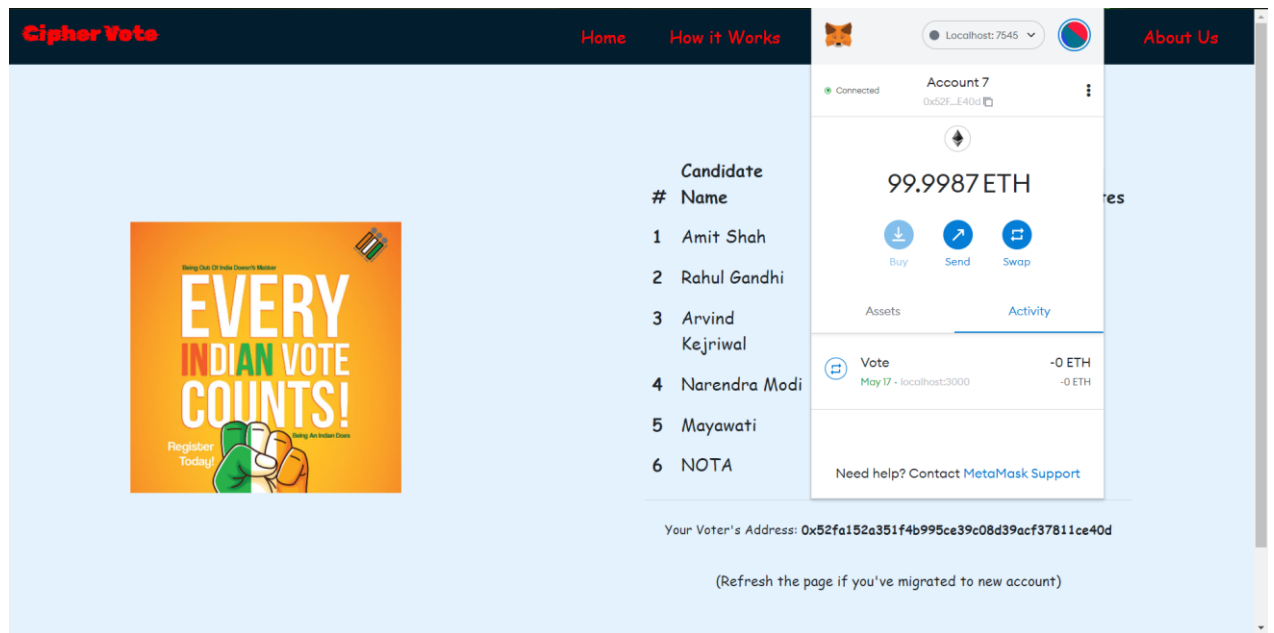 Cipher Vote
Home
How it Works
About Us
Being Out Of India Doesn't Matter
EVERY
INDIAN VOTE
COUNTS!
Being An Indian Does
Register
Today!
# Candidate Name
1 Amit Shah
2 Rahul Gandhi
3 Arvind
Kejriwal
4 Narendra Modi
5 Mayawati
6 NOTA
Your Voter's Address: 0x52fa152a351f4b995ce39c08d39acf37811ce40d
(Refresh the page if you've migrated to new account)
Localhost: 7545
Connected
Account 7
0x52F...E40d
99.9987 ETH
Buy
Send
Swap
Assets
Activity
Vote -0 ETH
May 17 - localhost:3000 -0 ETH
Need help? Contact MetaMask Support